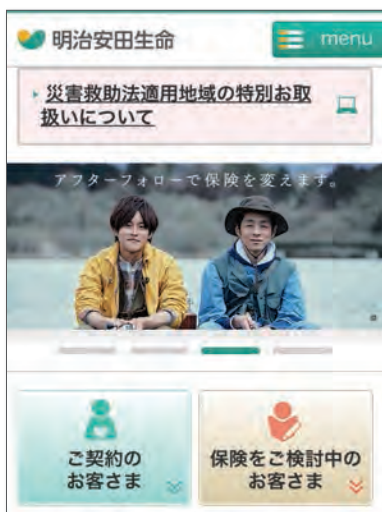 明治安田生命
menu
災害救助法適用地域の特別お取
扱いについて
アフターフォローで保険を変えます。
ご契約の
お客さま
保険をご検討中の
お客さま